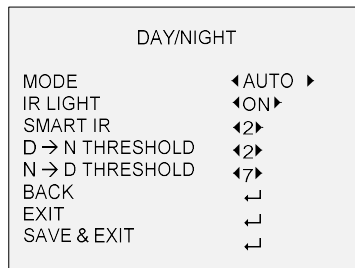 DAY/NIGHT
MODE ◂AUTO ▸
IR LIGHT ◂ON▸
SMART IR ◂2▸
D → N THRESHOLD ◂2▸
N → D THRESHOLD ◂7▸
BACK ↵
EXIT ↵
SAVE & EXIT ↵